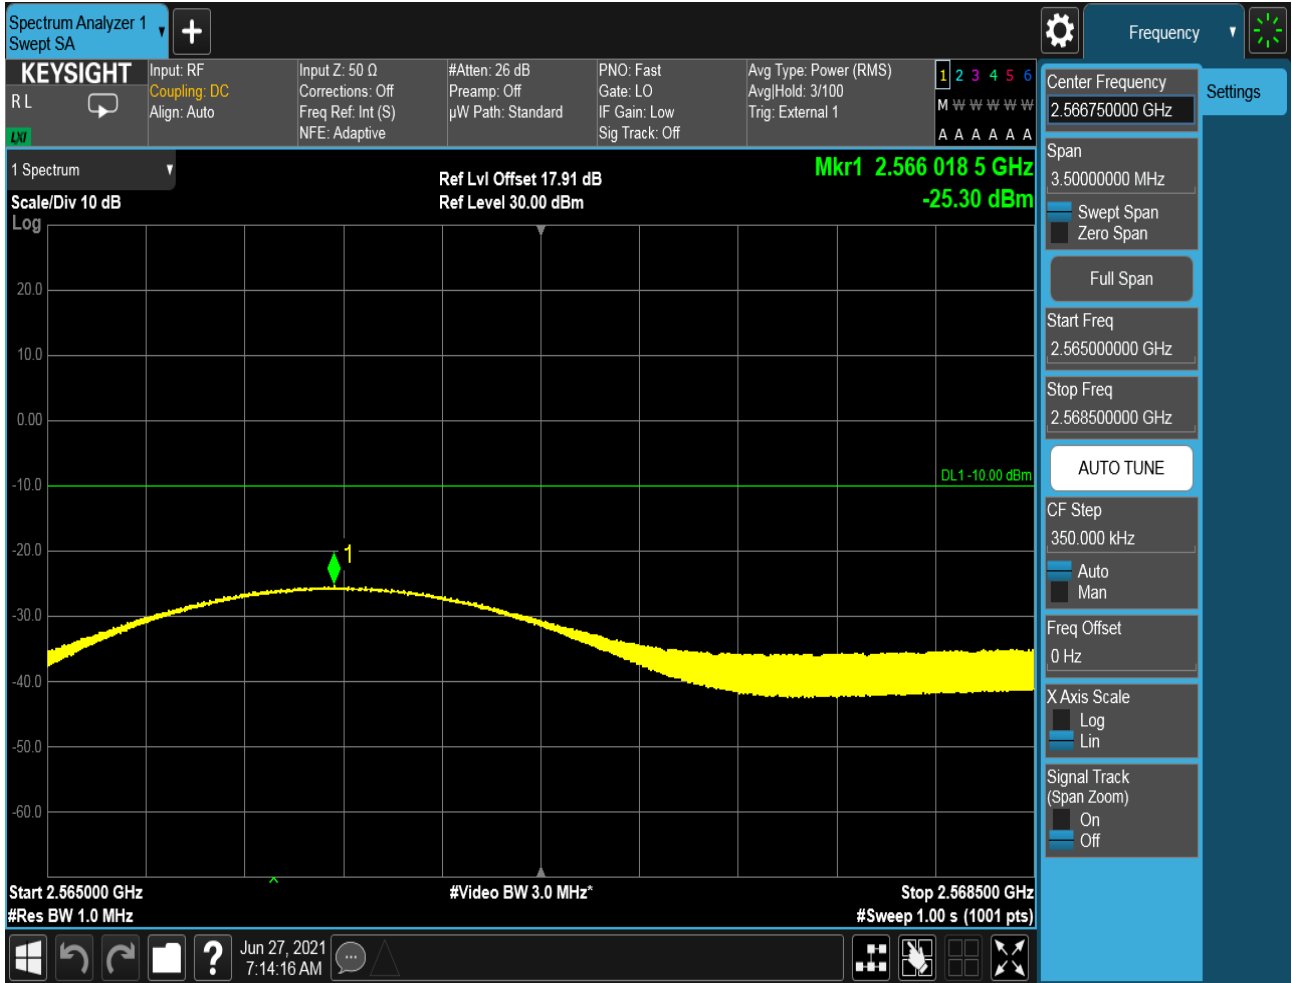 Spectrum Analyzer 1
Swept SA
Frequency
KEYSIGHT
R L
LXI
Input: RF
Coupling: DC
Align: Auto
Input Z: 50 Ω
Corrections: Off
Freq Ref: Int (S)
NFE: Adaptive
#Atten: 26 dB
Preamp: Off
µW Path: Standard
PNO: Fast
Gate: LO
IF Gain: Low
Sig Track: Off
Avg Type: Power (RMS)
Avg|Hold: 3/100
Trig: External 1
1 2 3 4 5 6
M W W W W W
A A A A A A
1 Spectrum
Scale/Div 10 dB
Log
Ref Lvl Offset 17.91 dB
Ref Level 30.00 dBm
Mkr1 2.566 018 5 GHz
-25.30 dBm
20.0
10.0
0.00
-10.0
DL1 -10.00 dBm
-20.0
1
-30.0
-40.0
-50.0
-60.0
Start 2.565000 GHz
#Video BW 3.0 MHz*
Stop 2.568500 GHz
#Res BW 1.0 MHz
#Sweep 1.00 s (1001 pts)
Jun 27, 2021
7:14:16 AM
?
Center Frequency
2.566750000 GHz
Settings
Span
3.50000000 MHz
Swept Span
Zero Span
Full Span
Start Freq
2.565000000 GHz
Stop Freq
2.568500000 GHz
AUTO TUNE
CF Step
350.000 kHz
Auto
Man
Freq Offset
0 Hz
X Axis Scale
Log
Lin
Signal Track
(Span Zoom)
On
Off